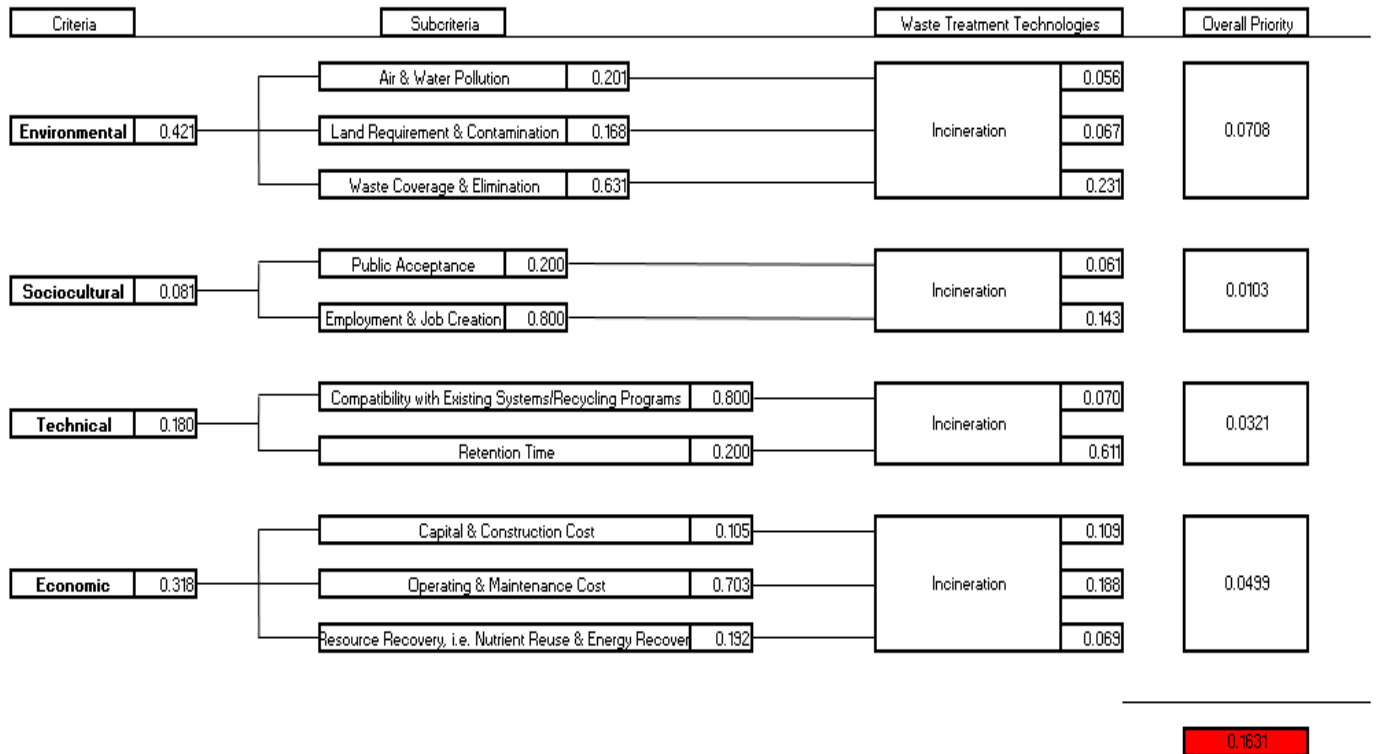 Criteria Subcriteria Waste Treatment Technologies Overall Priority
Air & Water Pollution 0.201 0.056
Environmental 0.421 Land Requirement & Contamination 0.168 Incineration 0.067 0.0708
Waste Coverage & Elimination 0.631 0.231
Public Acceptance 0.200 0.061
Sociocultural 0.081 Incineration 0.0103
Employment & Job Creation 0.800 0.143
Compatibility with Existing Systems/Recycling Programs 0.800 0.070
Technical 0.180 Incineration 0.0321
Retention Time 0.200 0.611
Capital & Construction Cost 0.105 0.109
Economic 0.318 Operating & Maintenance Cost 0.703 Incineration 0.188 0.0499
Resource Recovery, i.e. Nutrient Reuse & Energy Recover 0.192 0.069
0.1631